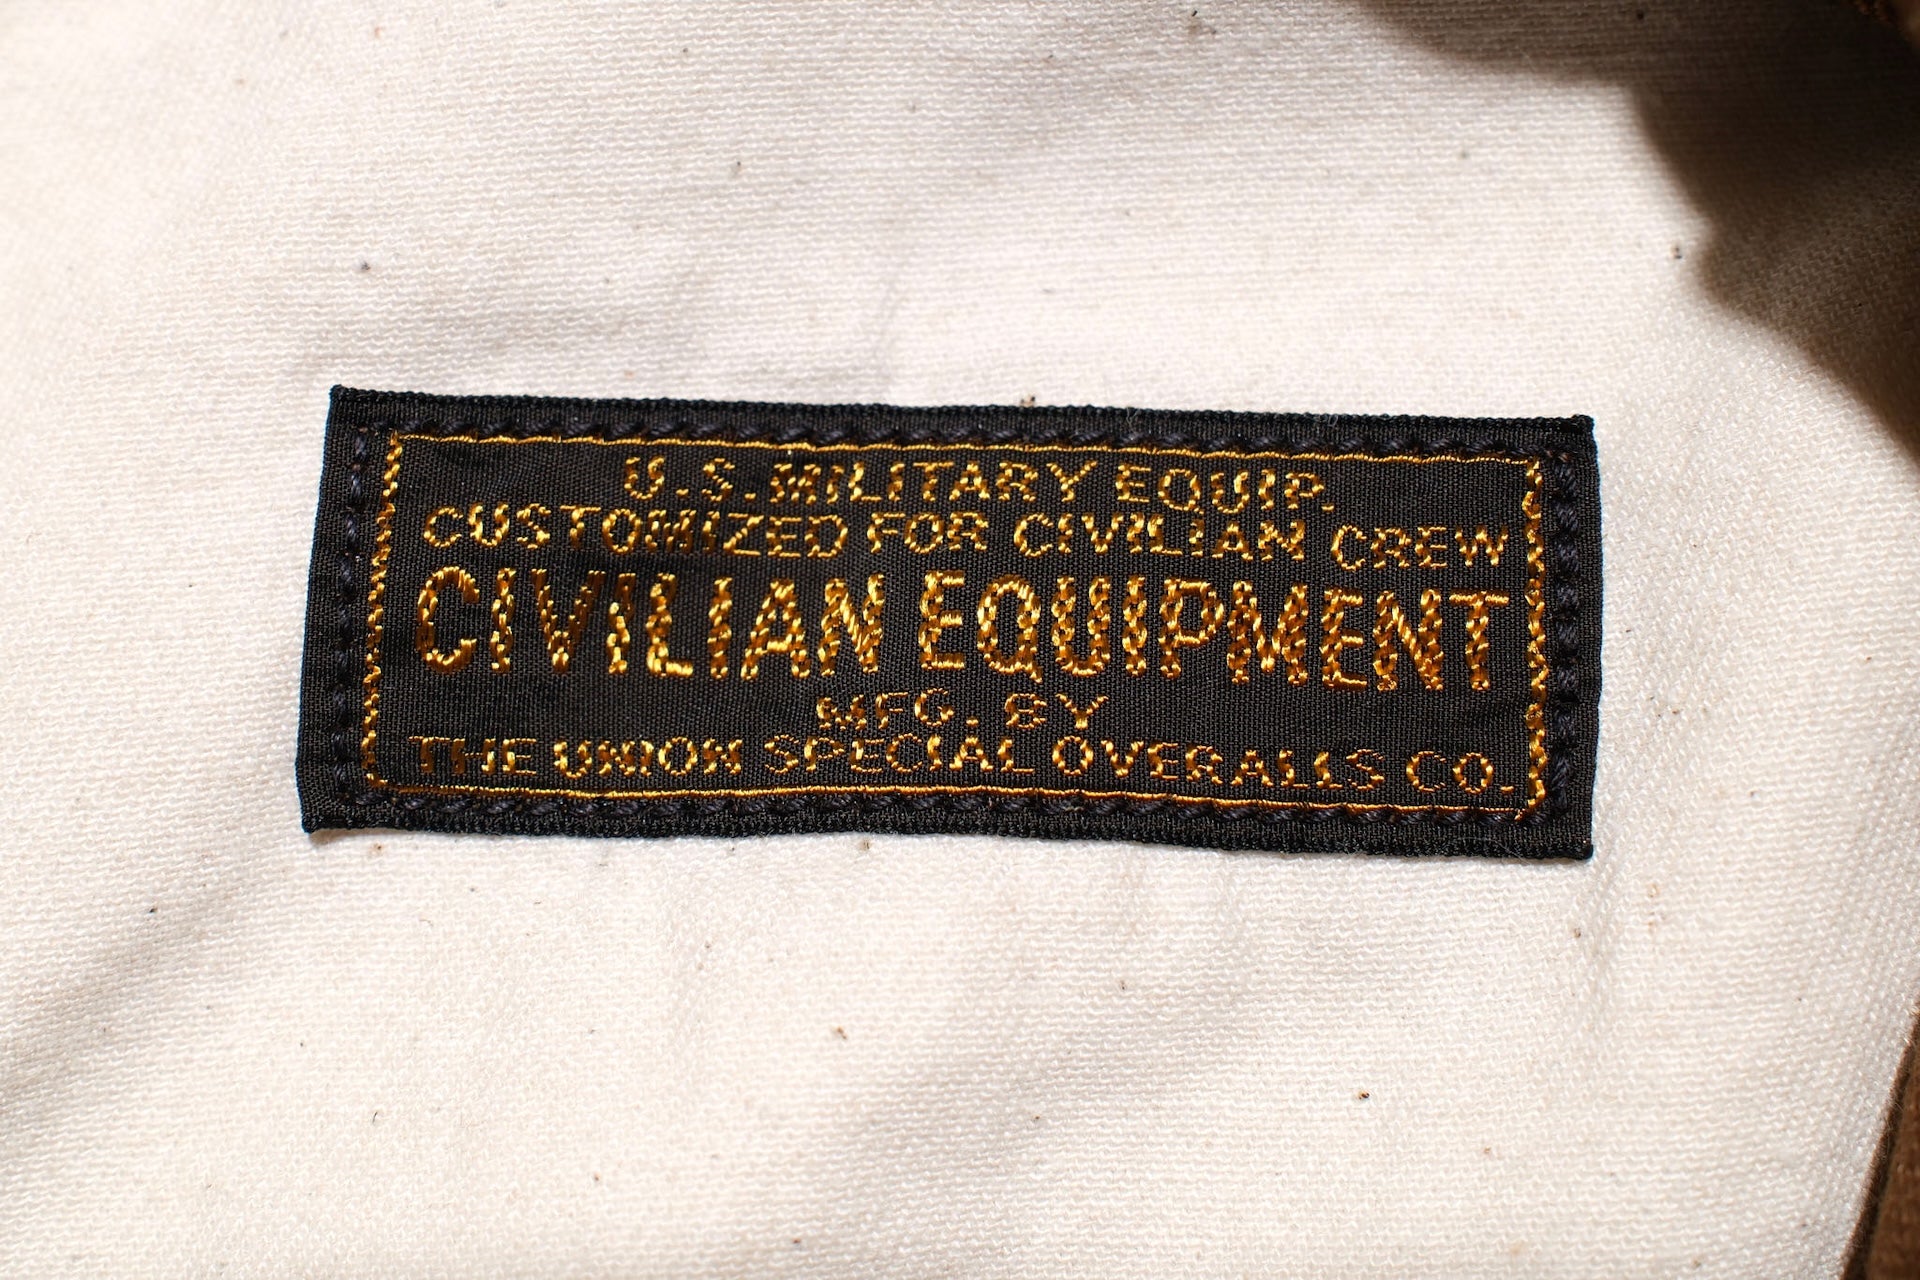 U.S. MILITARY EQUIP.
CUSTOMIZED FOR CIVILIAN CREW
CIVILIAN EQUIPMENT
MFG. BY
THE UNION SPECIAL OVERALLS CO.